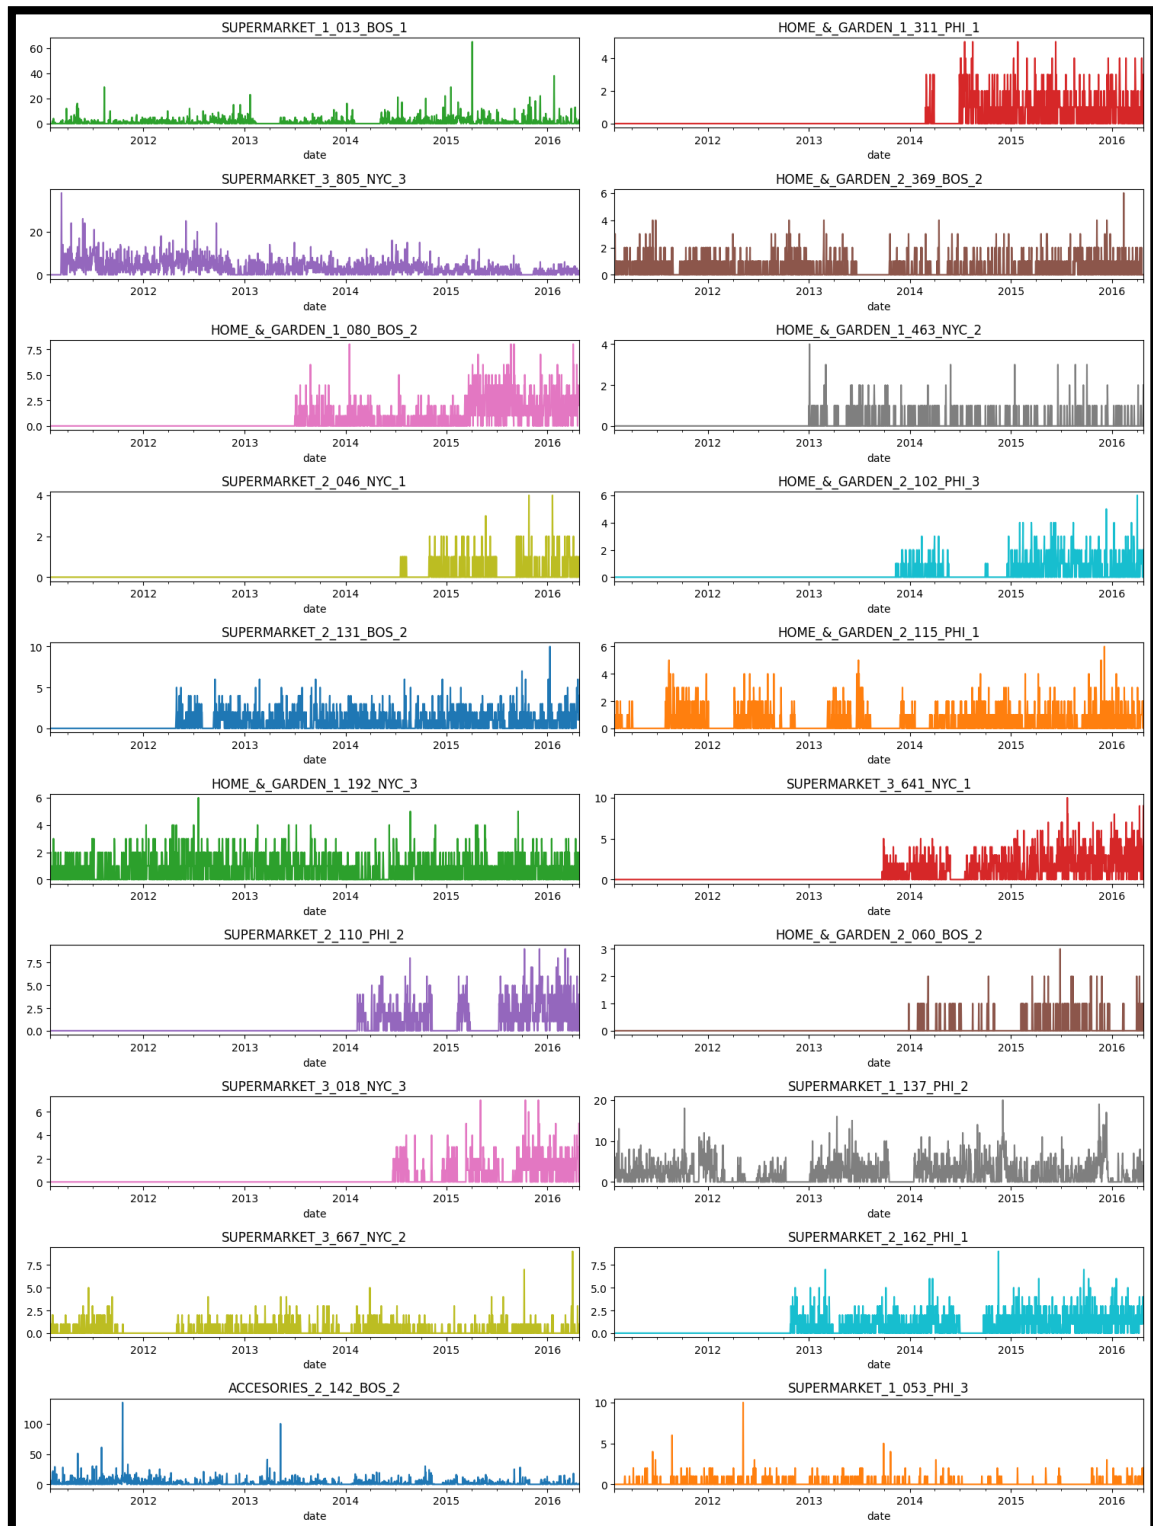 SUPERMARKET_1_013_BOS_1
60
40
20
0
2012 2013 2014 2015 2016
date
HOME_&_GARDEN_1_311_PHI_1
4
2
0
2012 2013 2014 2015 2016
date
SUPERMARKET_3_805_NYC_3
20
0
2012 2013 2014 2015 2016
date
HOME_&_GARDEN_2_369_BOS_2
6
4
2
0
2012 2013 2014 2015 2016
date
HOME_&_GARDEN_1_080_BOS_2
7.5
5.0
2.5
0.0
2012 2013 2014 2015 2016
date
HOME_&_GARDEN_1_463_NYC_2
4
2
0
2012 2013 2014 2015 2016
date
SUPERMARKET_2_046_NYC_1
4
2
0
2012 2013 2014 2015 2016
date
HOME_&_GARDEN_2_102_PHI_3
6
4
2
0
2012 2013 2014 2015 2016
date
SUPERMARKET_2_131_BOS_2
10
5
0
2012 2013 2014 2015 2016
date
HOME_&_GARDEN_2_115_PHI_1
6
4
2
0
2012 2013 2014 2015 2016
date
HOME_&_GARDEN_1_192_NYC_3
6
4
2
0
2012 2013 2014 2015 2016
date
SUPERMARKET_3_641_NYC_1
10
5
0
2012 2013 2014 2015 2016
date
SUPERMARKET_2_110_PHI_2
7.5
5.0
2.5
0.0
2012 2013 2014 2015 2016
date
HOME_&_GARDEN_2_060_BOS_2
3
2
1
0
2012 2013 2014 2015 2016
date
SUPERMARKET_3_018_NYC_3
6
4
2
0
2012 2013 2014 2015 2016
date
SUPERMARKET_1_137_PHI_2
20
10
0
2012 2013 2014 2015 2016
date
SUPERMARKET_3_667_NYC_2
7.5
5.0
2.5
0.0
2012 2013 2014 2015 2016
date
SUPERMARKET_2_162_PHI_1
7.5
5.0
2.5
0.0
2012 2013 2014 2015 2016
date
ACCESORIES_2_142_BOS_2
100
50
0
2012 2013 2014 2015 2016
date
SUPERMARKET_1_053_PHI_3
10
5
0
2012 2013 2014 2015 2016
date